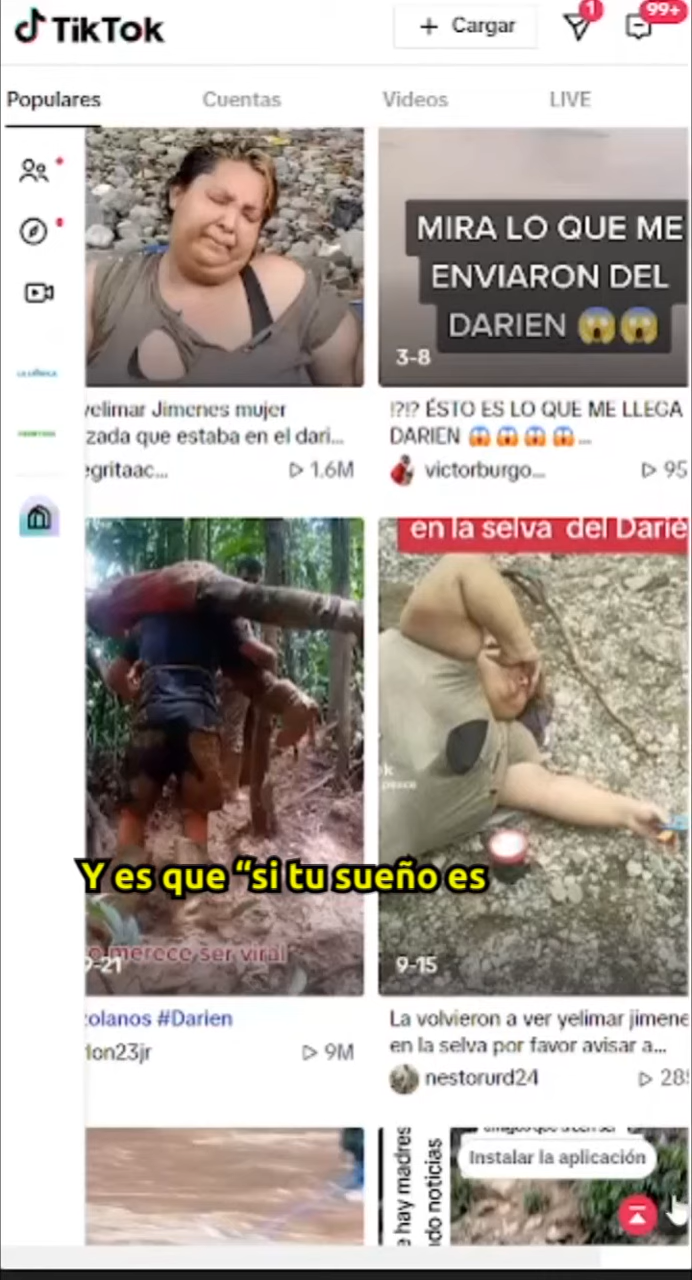 TikTok
+ Cargar
1
99+
Populares
Cuentas
Videos
LIVE
MIRA LO QUE ME
ENVIARON DEL
DARIEN 😱😱
3-8
yelimar Jimenes mujer
zada que estaba en el dari...
egritaac...
1.6M
!?!? ÉSTO ES LO QUE ME LLEGA
DARIEN 😱😱😱😱...
victorburgo...
95
en la selva del Darié
Y es que “si tu sueño es
o merece ser viral
9-21
9-15
zolanos #Darien
lon23jr
9M
La volvieron a ver yelimar jimene
en la selva por favor avisar a...
nestorurd24
28
e hay madres
do noticias
Instalar la aplicación